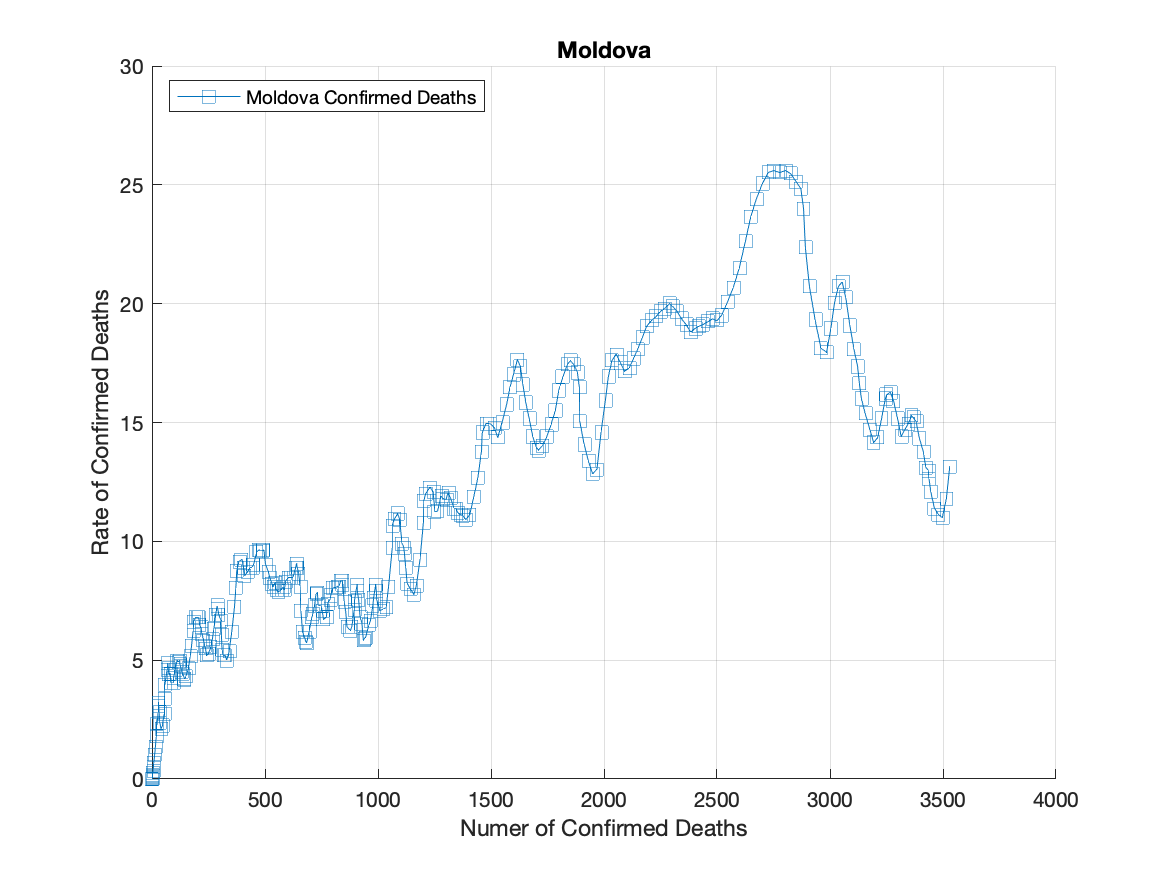 Moldova
30
Moldova Confirmed Deaths
25
20
15
10
5
0
Rate of Confirmed Deaths
0 500 1000 1500 2000 2500 3000 3500 4000
Numer of Confirmed Deaths